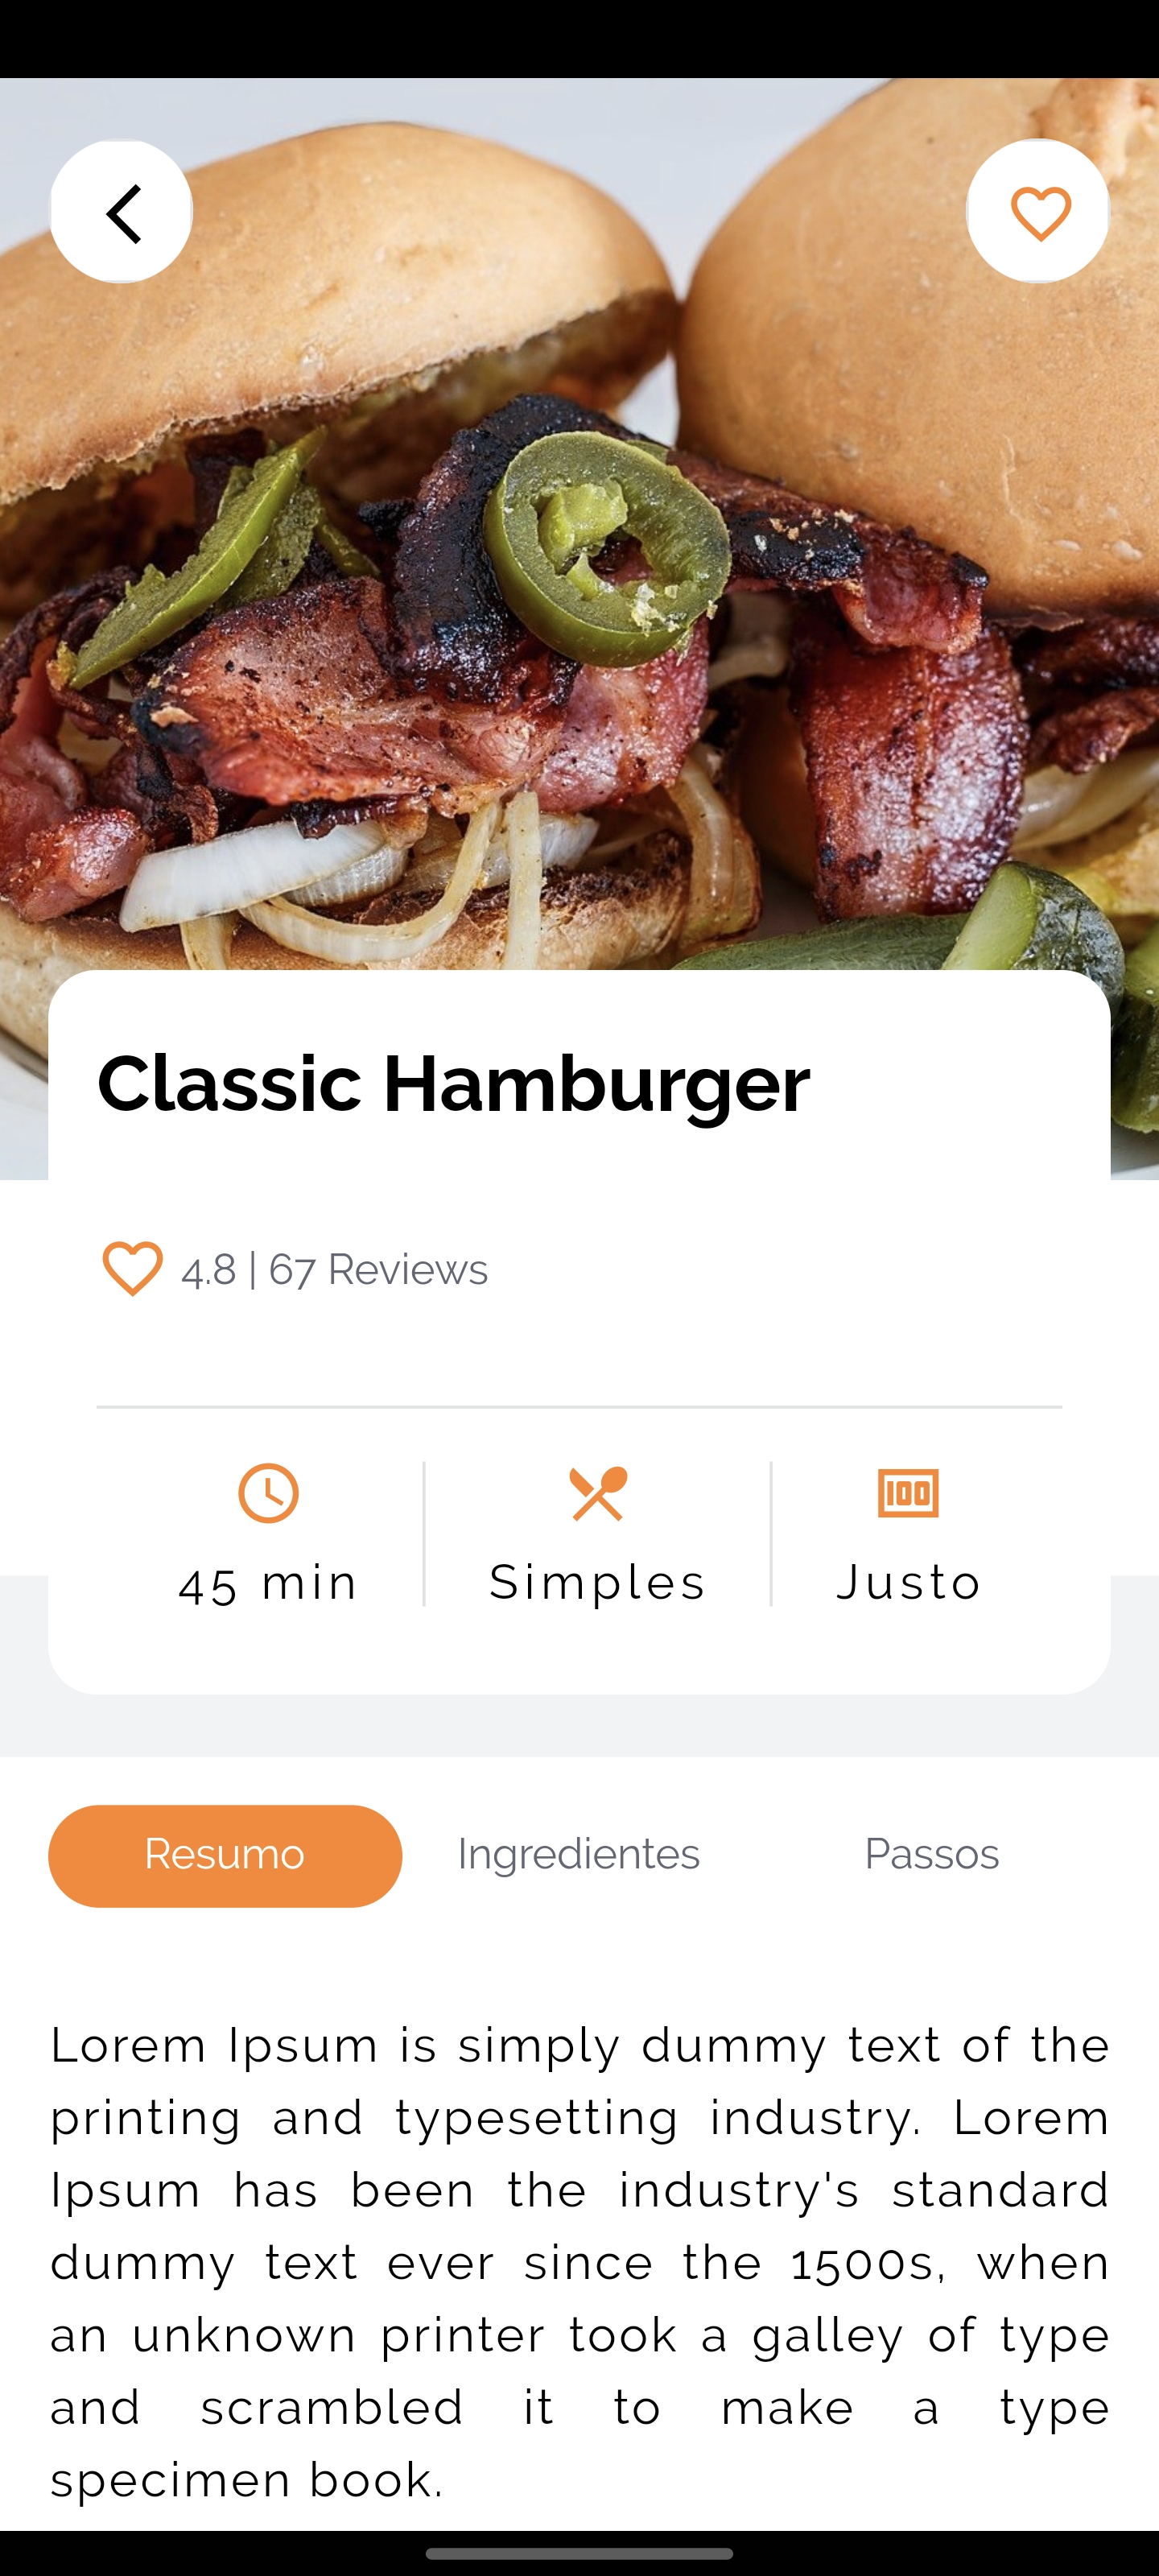 Classic Hamburger
4.8 | 67 Reviews
100
45 min
Simples
Justo
Resumo
Ingredientes
Passos
Lorem Ipsum is simply dummy text of the
printing and typesetting industry. Lorem
Ipsum has been the industry's standard
dummy text ever since the 1500s, when
an unknown printer took a galley of type
and scrambled it to make a type
specimen book.